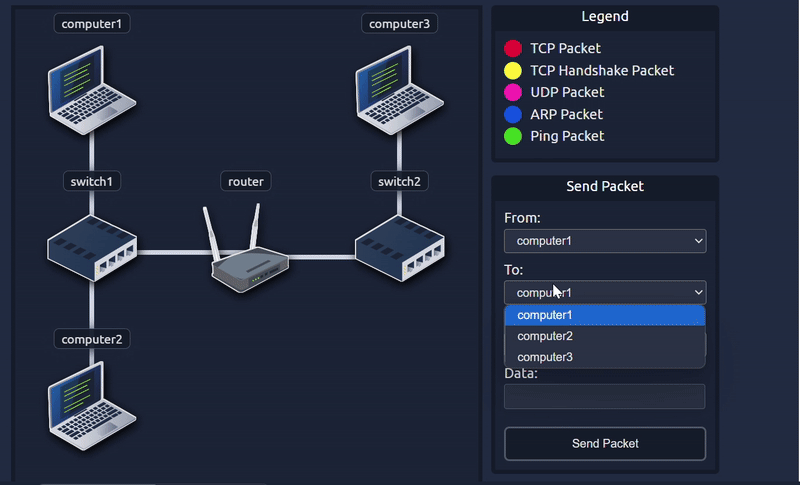 computer1
computer3
switch1
router
switch2
computer2
Legend
TCP Packet
TCP Handshake Packet
UDP Packet
ARP Packet
Ping Packet
Send Packet
From:
computer1
To:
computer1
computer1
computer2
computer3
Data:
Send Packet